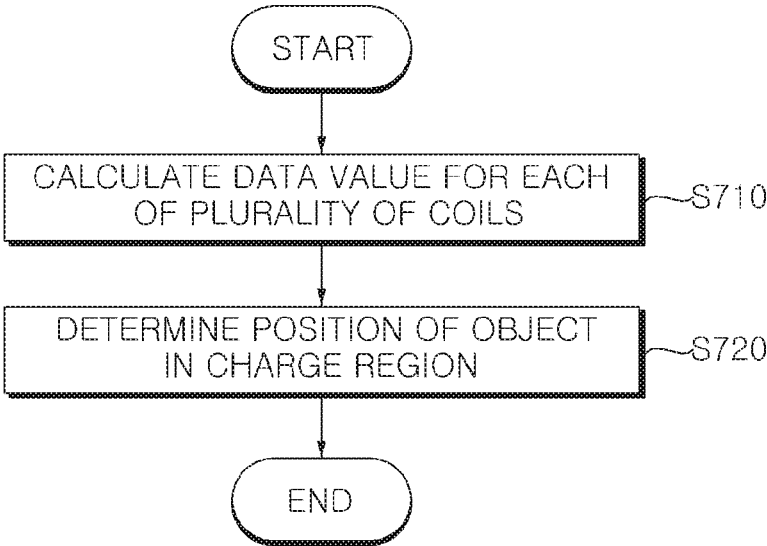 START
CALCULATE DATA VALUE FOR EACH
OF PLURALITY OF COILS
S710
DETERMINE POSITION OF OBJECT
IN CHARGE REGION
S720
END